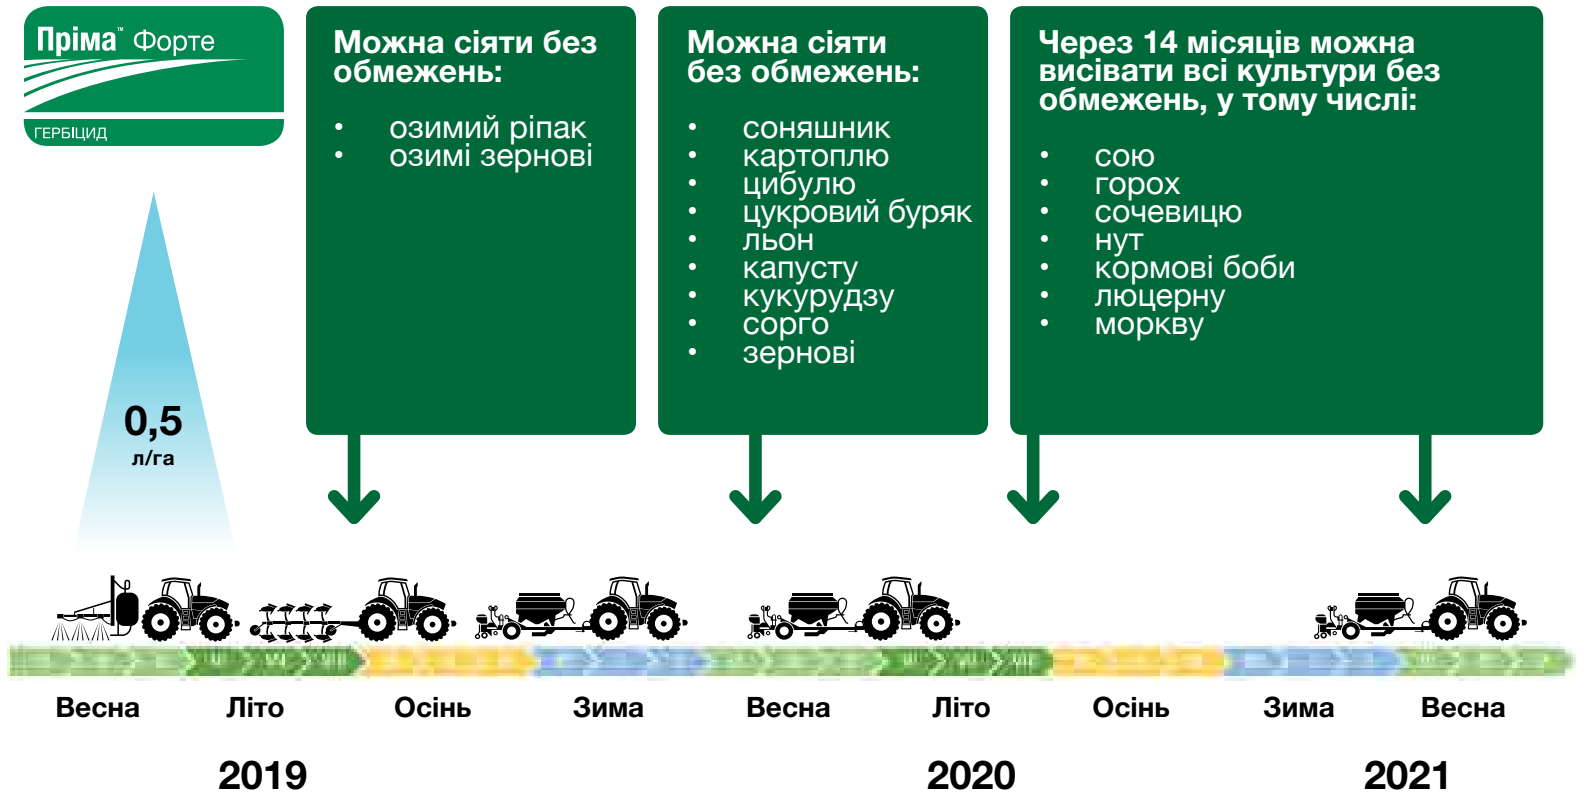 Пріма™ Форте
ГЕРБІЦИД
0,5
л/га
Можна сіяти без
обмежень:
• озимий ріпак
• озимі зернові
Можна сіяти
без обмежень:
• соняшник
• картоплю
• цибулю
• цукровий буряк
• льон
• капусту
• кукурудзу
• сорго
• зернові
Через 14 місяців можна
висівати всі культури без
обмежень, у тому числі:
• сою
• горох
• сочевицю
• нут
• кормові боби
• люцерну
• моркву
Весна Літо Осінь Зима Весна Літо Осінь Зима Весна
2019 2020 2021